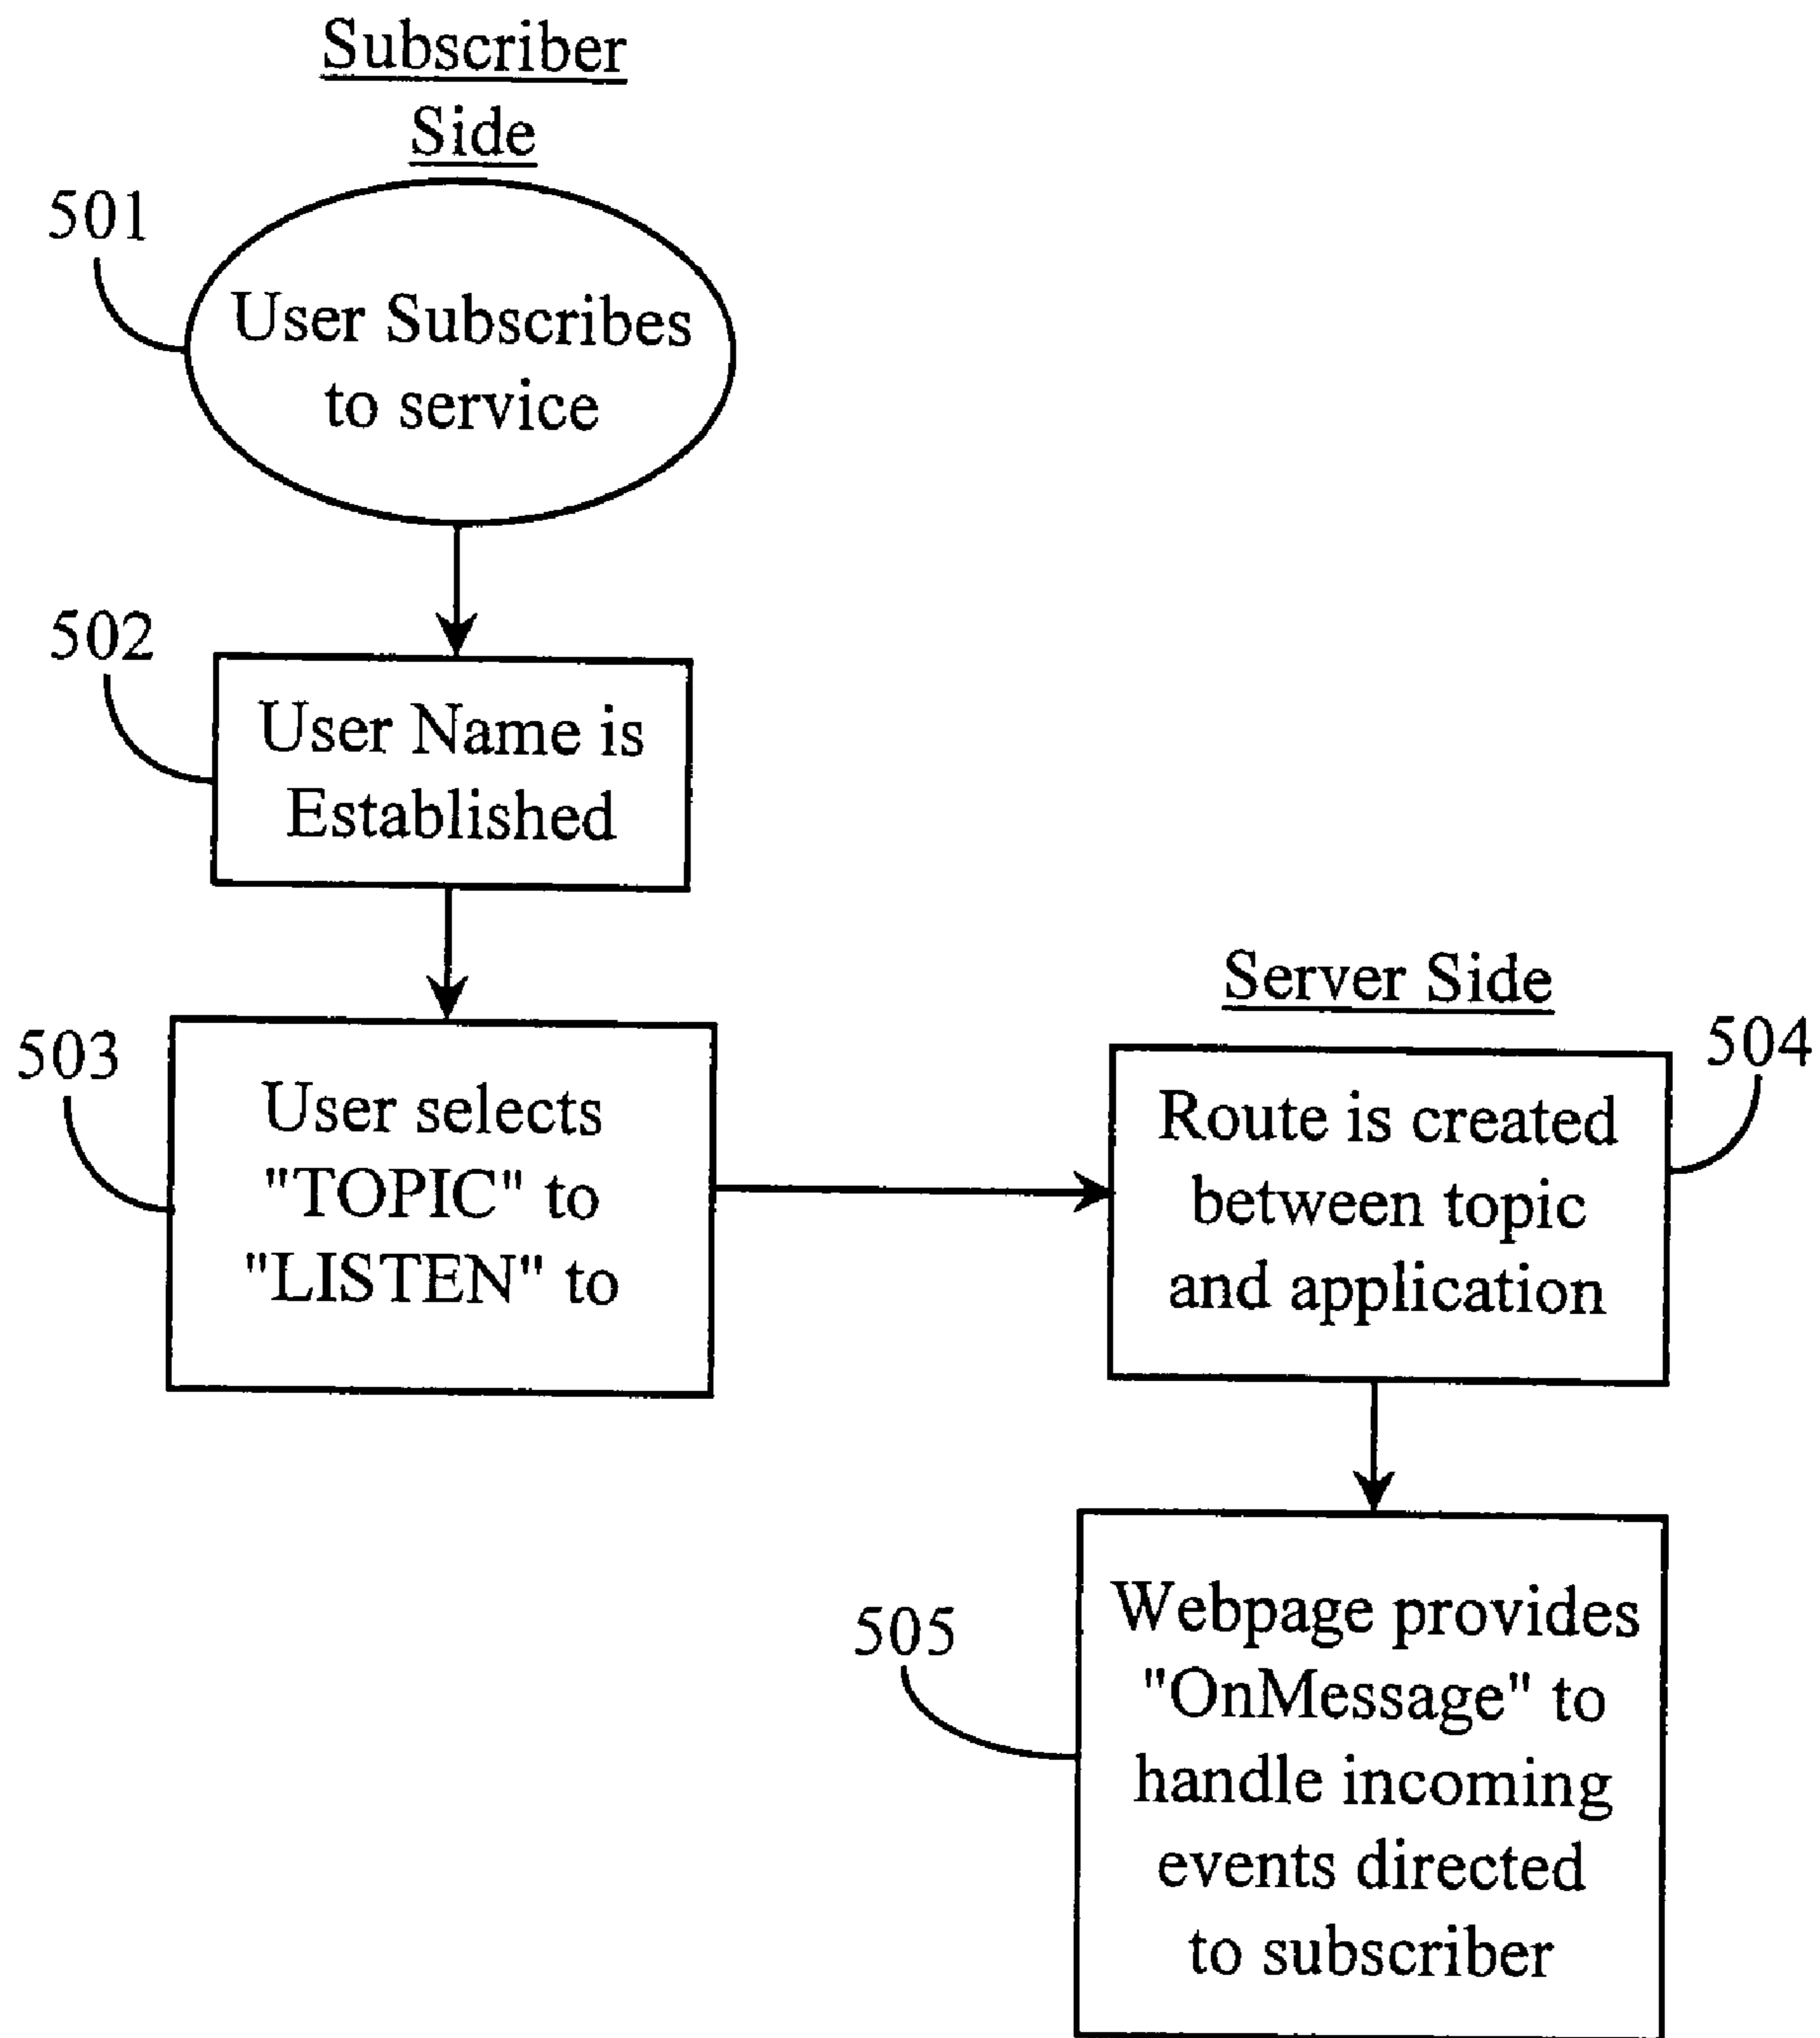 Subscriber
Side
501
User Subscribes
to service
502
User Name is
Established
503
User selects
"TOPIC" to
"LISTEN" to
Server Side
504
Route is created
between topic
and application
505
Webpage provides
"OnMessage" to
handle incoming
events directed
to subscriber